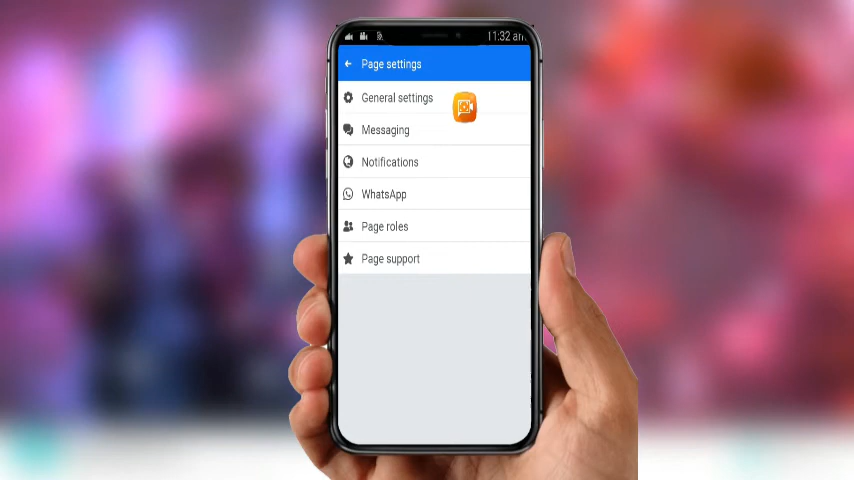 11:32 am
Page settings
General settings
Messaging
Notifications
WhatsApp
Page roles
Page support